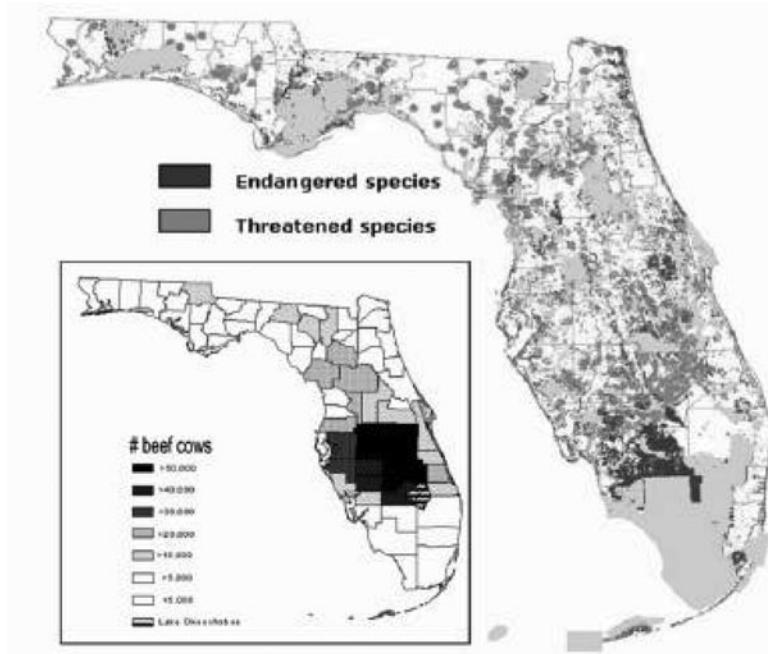 Endangered species
Threatened species
# beef cows
>50,000
>40,000
>30,000
>20,000
>10,000
>5,000
<5,000
Lake Okeechobee